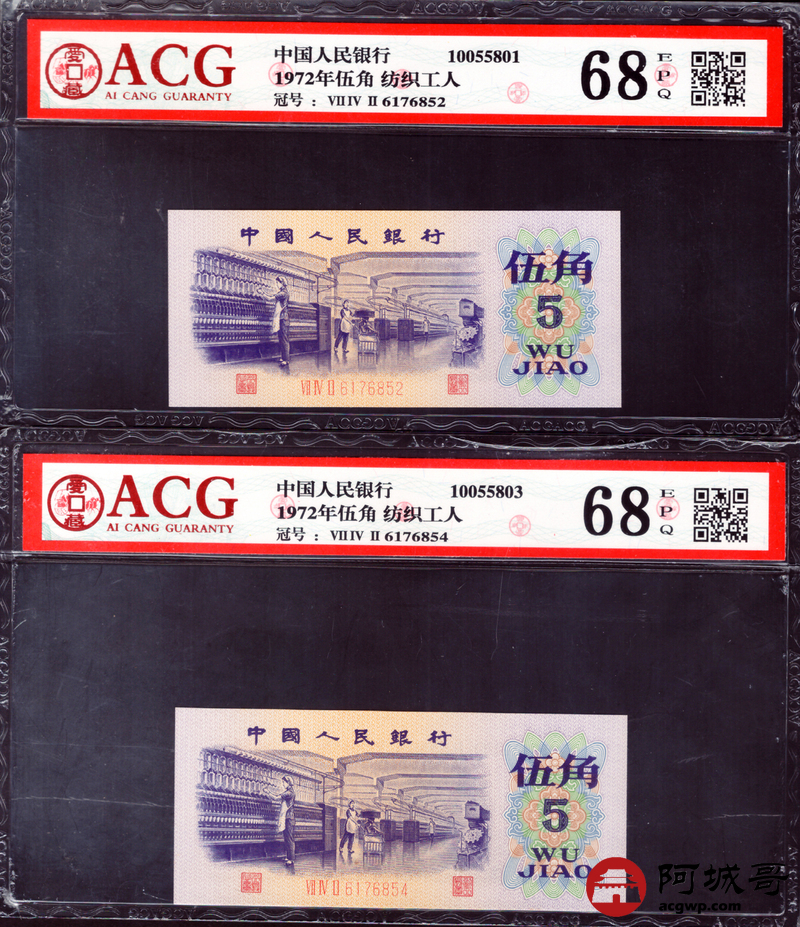 ACG
AI CANG GUARANTY
中国人民银行 10055801
1972年伍角 纺织工人
冠号 : VII IV II 6176852
68 EPQ
中國人民銀行
伍角
5
WU
JIAO
VII IV II 6176852
ACG
AI CANG GUARANTY
中国人民银行 10055803
1972年伍角 纺织工人
冠号 : VII IV II 6176854
68 EPQ
中國人民銀行
伍角
5
WU
JIAO
VII IV II 6176854
阿城哥
acgwp.com